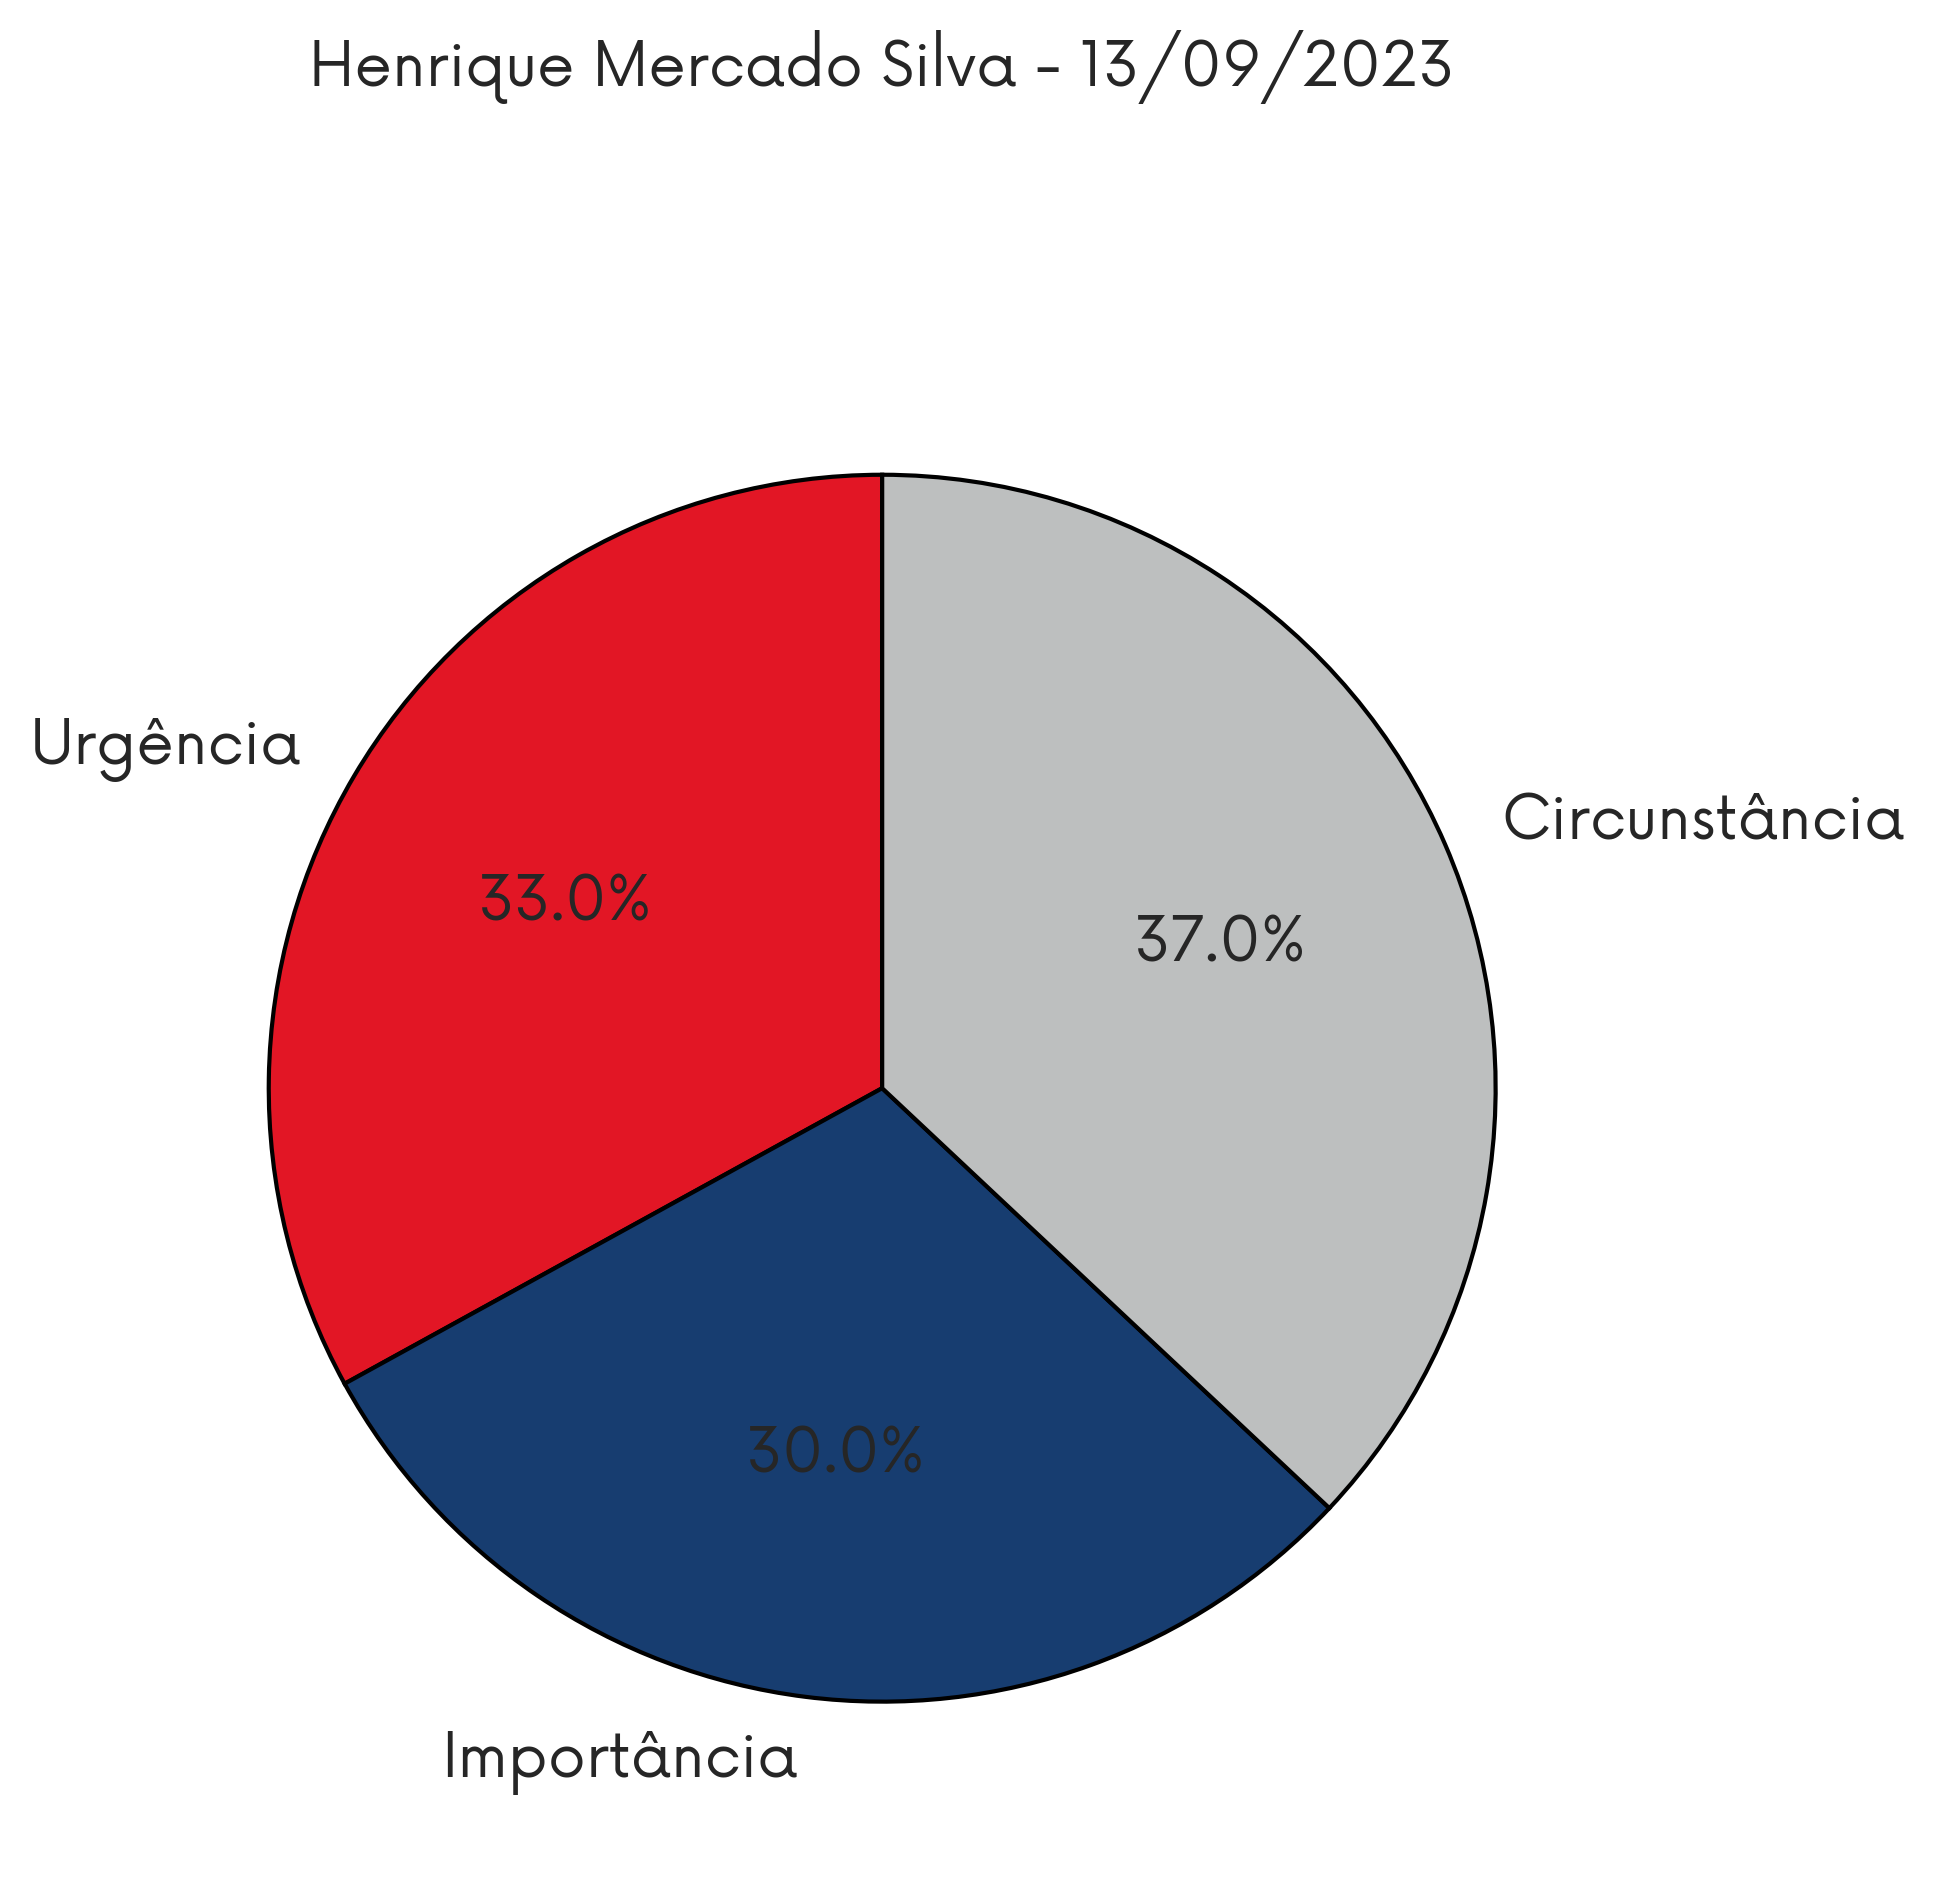 Henrique Mercado Silva - 13/09/2023
Urgência
Circunstância
33.0%
37.0%
30.0%
Importância